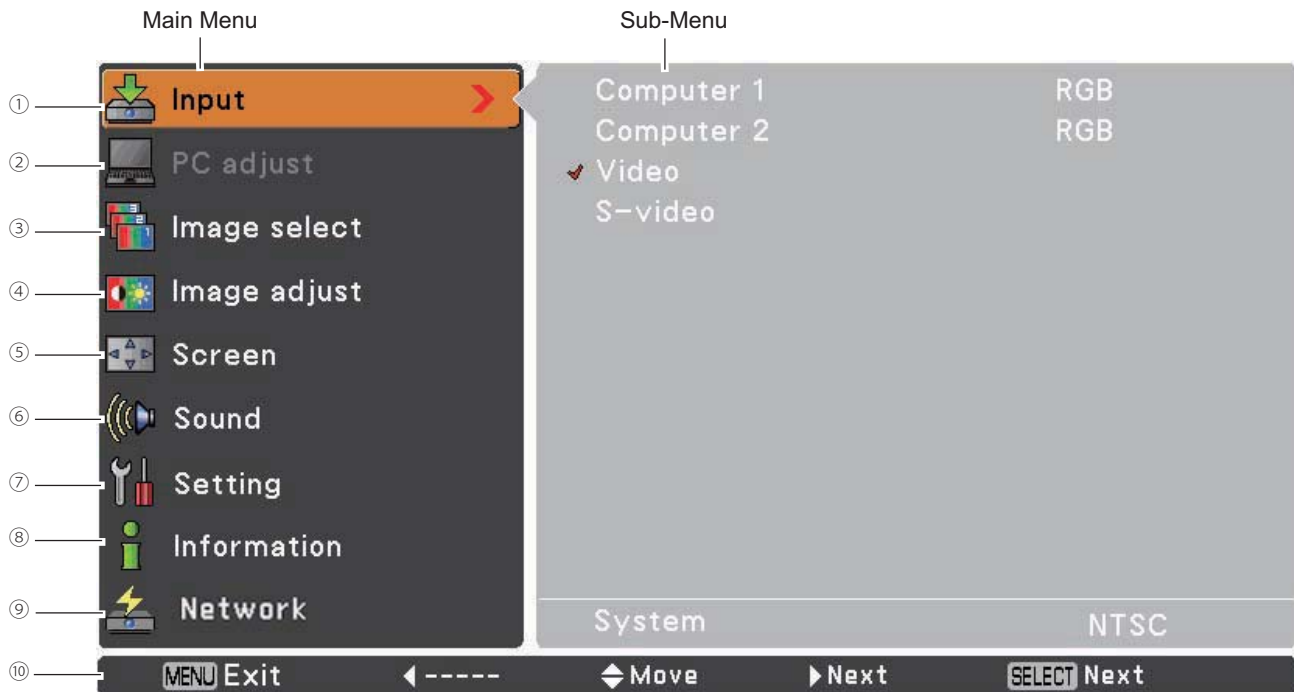 Main Menu Sub-Menu
① Input Computer 1 RGB
Computer 2 RGB
② PC adjust Video
S-video
③ Image select
④ Image adjust
⑤ Screen
⑥ Sound
⑦ Setting
⑧ Information
⑨ Network System NTSC
⑩ MENU Exit ----- Move Next SELECT Next